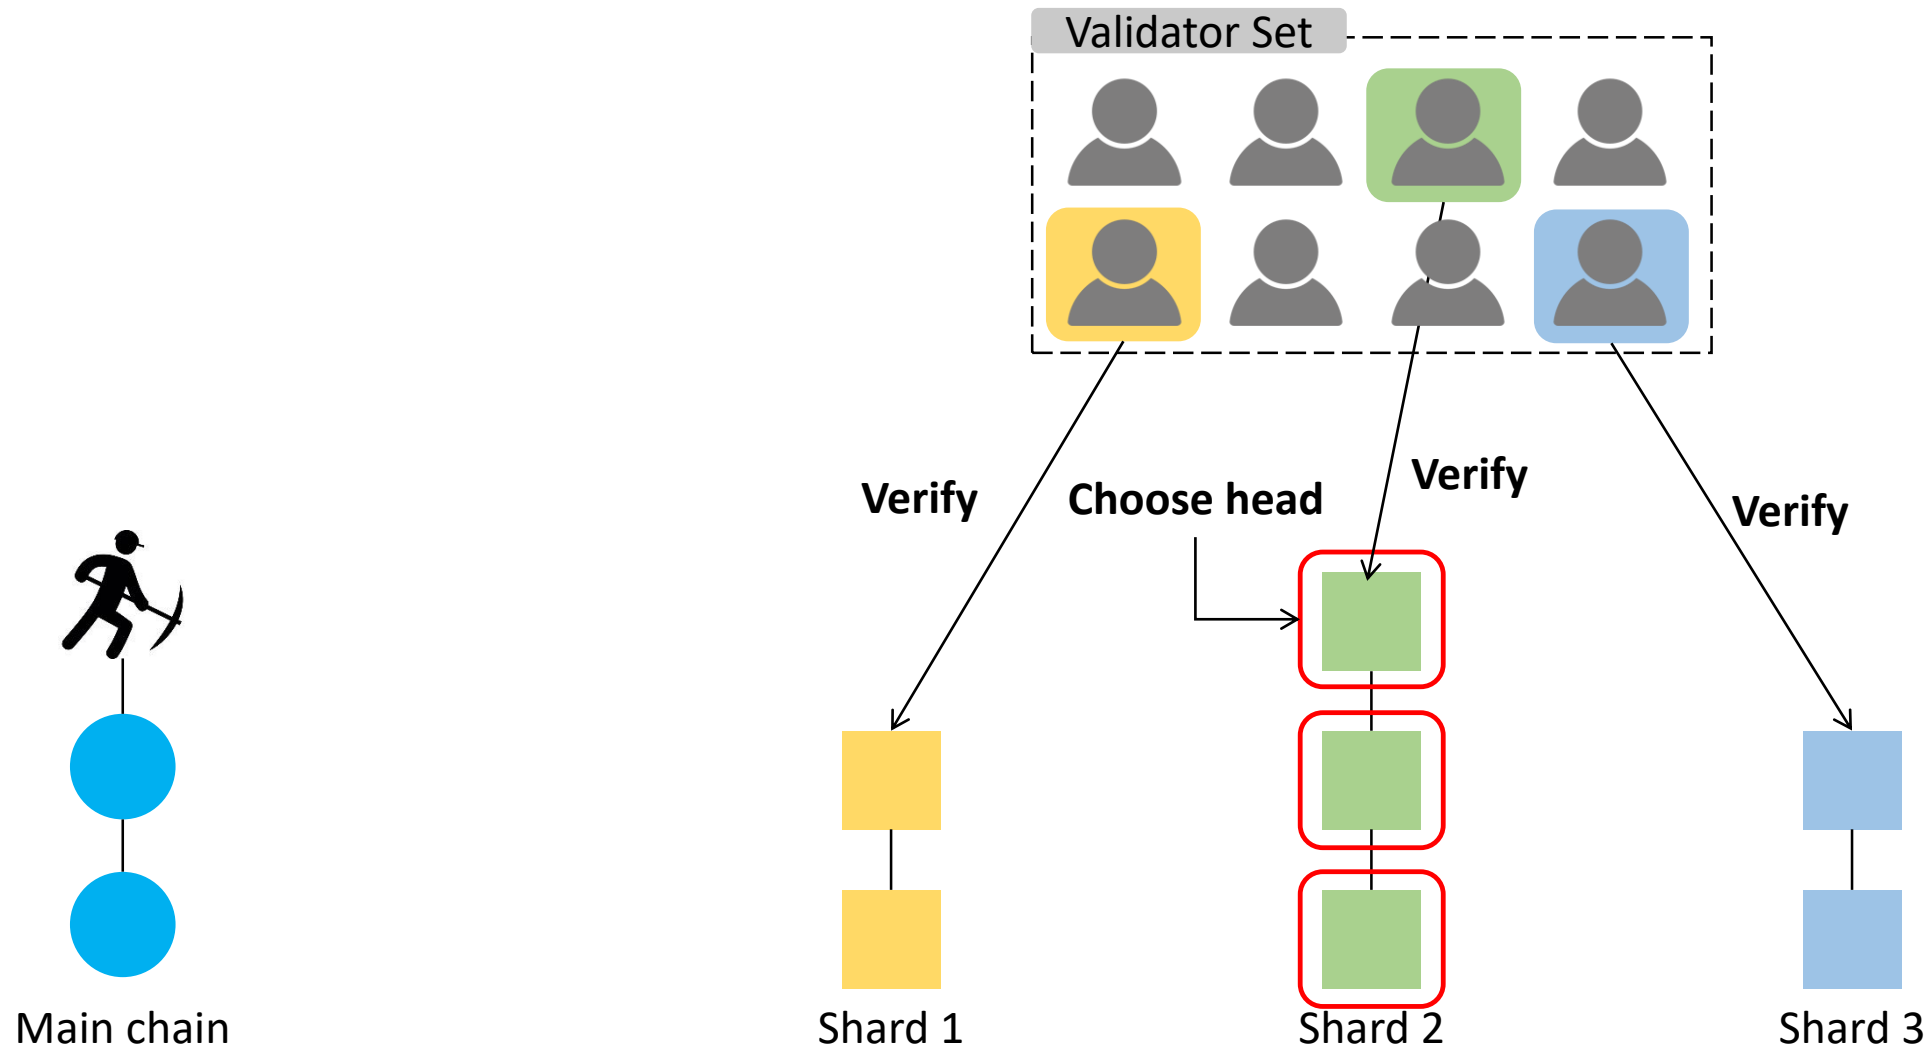 Validator Set
Verify
Choose head
Verify
Verify
Main chain
Shard 1
Shard 2
Shard 3